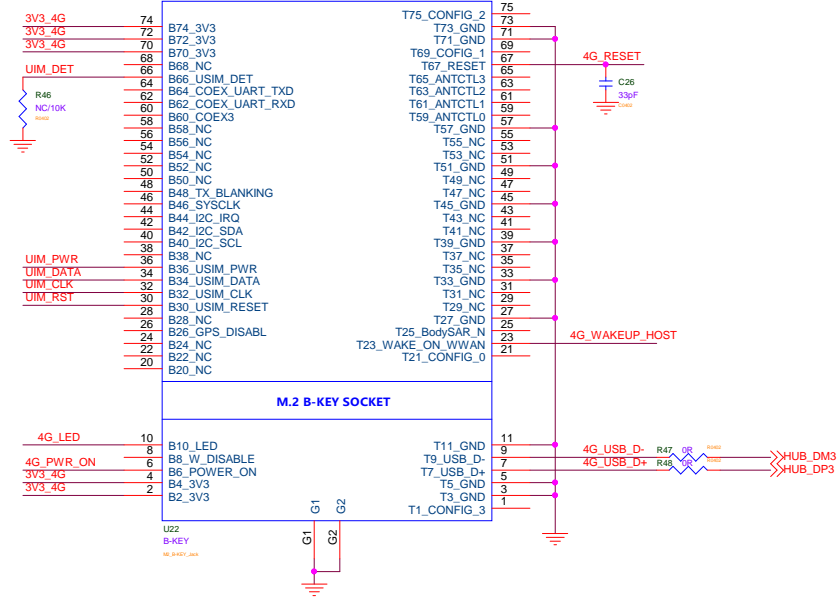 75
T75_CONFIG_2
3V3_4G 74 B74_3V3 T73_GND 73
3V3_4G 72 B72_3V3 T71_GND 71
3V3_4G 70 B70_3V3 T69_COFIG_1 69
68 B68_NC T67_RESET 67 4G_RESET
UIM_DET 66 B66_USIM_DET T65_ANTCTL3 65
64 B64_COEX_UART_TXD T63_ANTCTL2 63
62 B62_COEX_UART_RXD T61_ANTCTL1 61
60 B60_COEX3 T59_ANTCTL0 59
R46
NC/10K
R0402
C26
33pF
C0402
58 B58_NC T57_GND 57
56 B56_NC T55_NC 55
54 B54_NC T53_NC 53
52 B52_NC T51_GND 51
50 B50_NC T49_NC 49
48 B48_TX_BLANKING T47_NC 47
46 B46_SYSCLK T45_GND 45
44 B44_I2C_IRQ T43_NC 43
42 B42_I2C_SDA T41_NC 41
40 B40_I2C_SCL T39_GND 39
38 B38_NC T37_NC 37
UIM_PWR 36 B36_USIM_PWR T35_NC 35
UIM_DATA 34 B34_USIM_DATA T33_GND 33
UIM_CLK 32 B32_USIM_CLK T31_NC 31
UIM_RST 30 B30_USIM_RESET T29_NC 29
28 B28_NC T27_GND 27
26 B26_GPS_DISABL T25_BodySAR_N 25
24 B24_NC T23_WAKE_ON_WWAN 23 4G_WAKEUP_HOST
22 B22_NC T21_CONFIG_0 21
20 B20_NC
M.2 B-KEY SOCKET
4G_LED 10 B10_LED T11_GND 11
8 B8_W_DISABLE T9_USB_D- 9 4G_USB_D- R47 0R R0402 HUB_DM3
4G_PWR_ON 6 B6_POWER_ON T7_USB_D+ 7 4G_USB_D+ R48 0R R0402 HUB_DP3
3V3_4G 4 B4_3V3 T5_GND 5
3V3_4G 2 B2_3V3 T3_GND 3
T1_CONFIG_3 1
G1 G2
U22
B-KEY
G1 G2